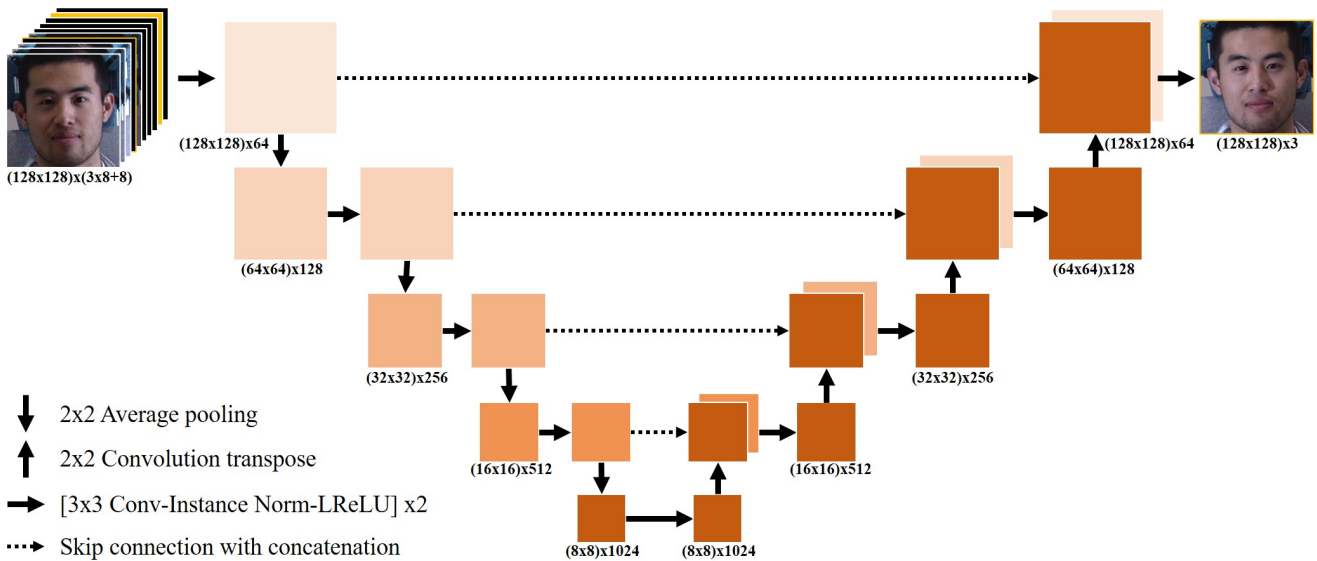 (128x128)x(3x8+8)
(128x128)x64
(128x128)x64
(128x128)x3
(64x64)x128
(64x64)x128
(32x32)x256
(32x32)x256
(16x16)x512
(16x16)x512
(8x8)x1024
(8x8)x1024
2x2 Average pooling
2x2 Convolution transpose
[3x3 Conv-Instance Norm-LReLU] x2
Skip connection with concatenation